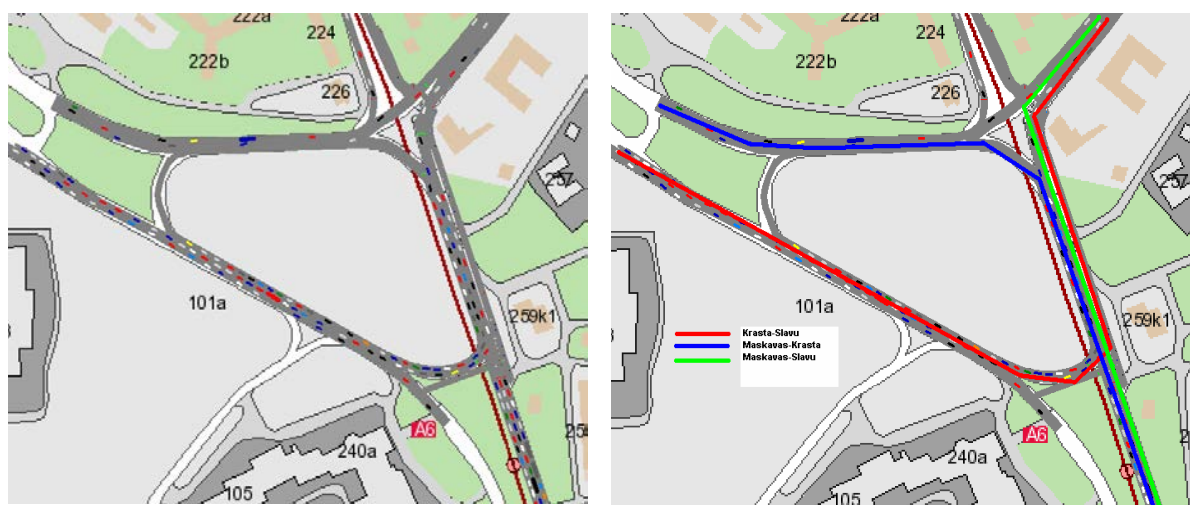 222a
224
222b
226
257
101a
259k1
A6
240a
105
222a
224
222b
226
257
101a
259k1
Krasta-Slavu
Maskavas-Krasta
Maskavas-Slavu
A6
240a
105